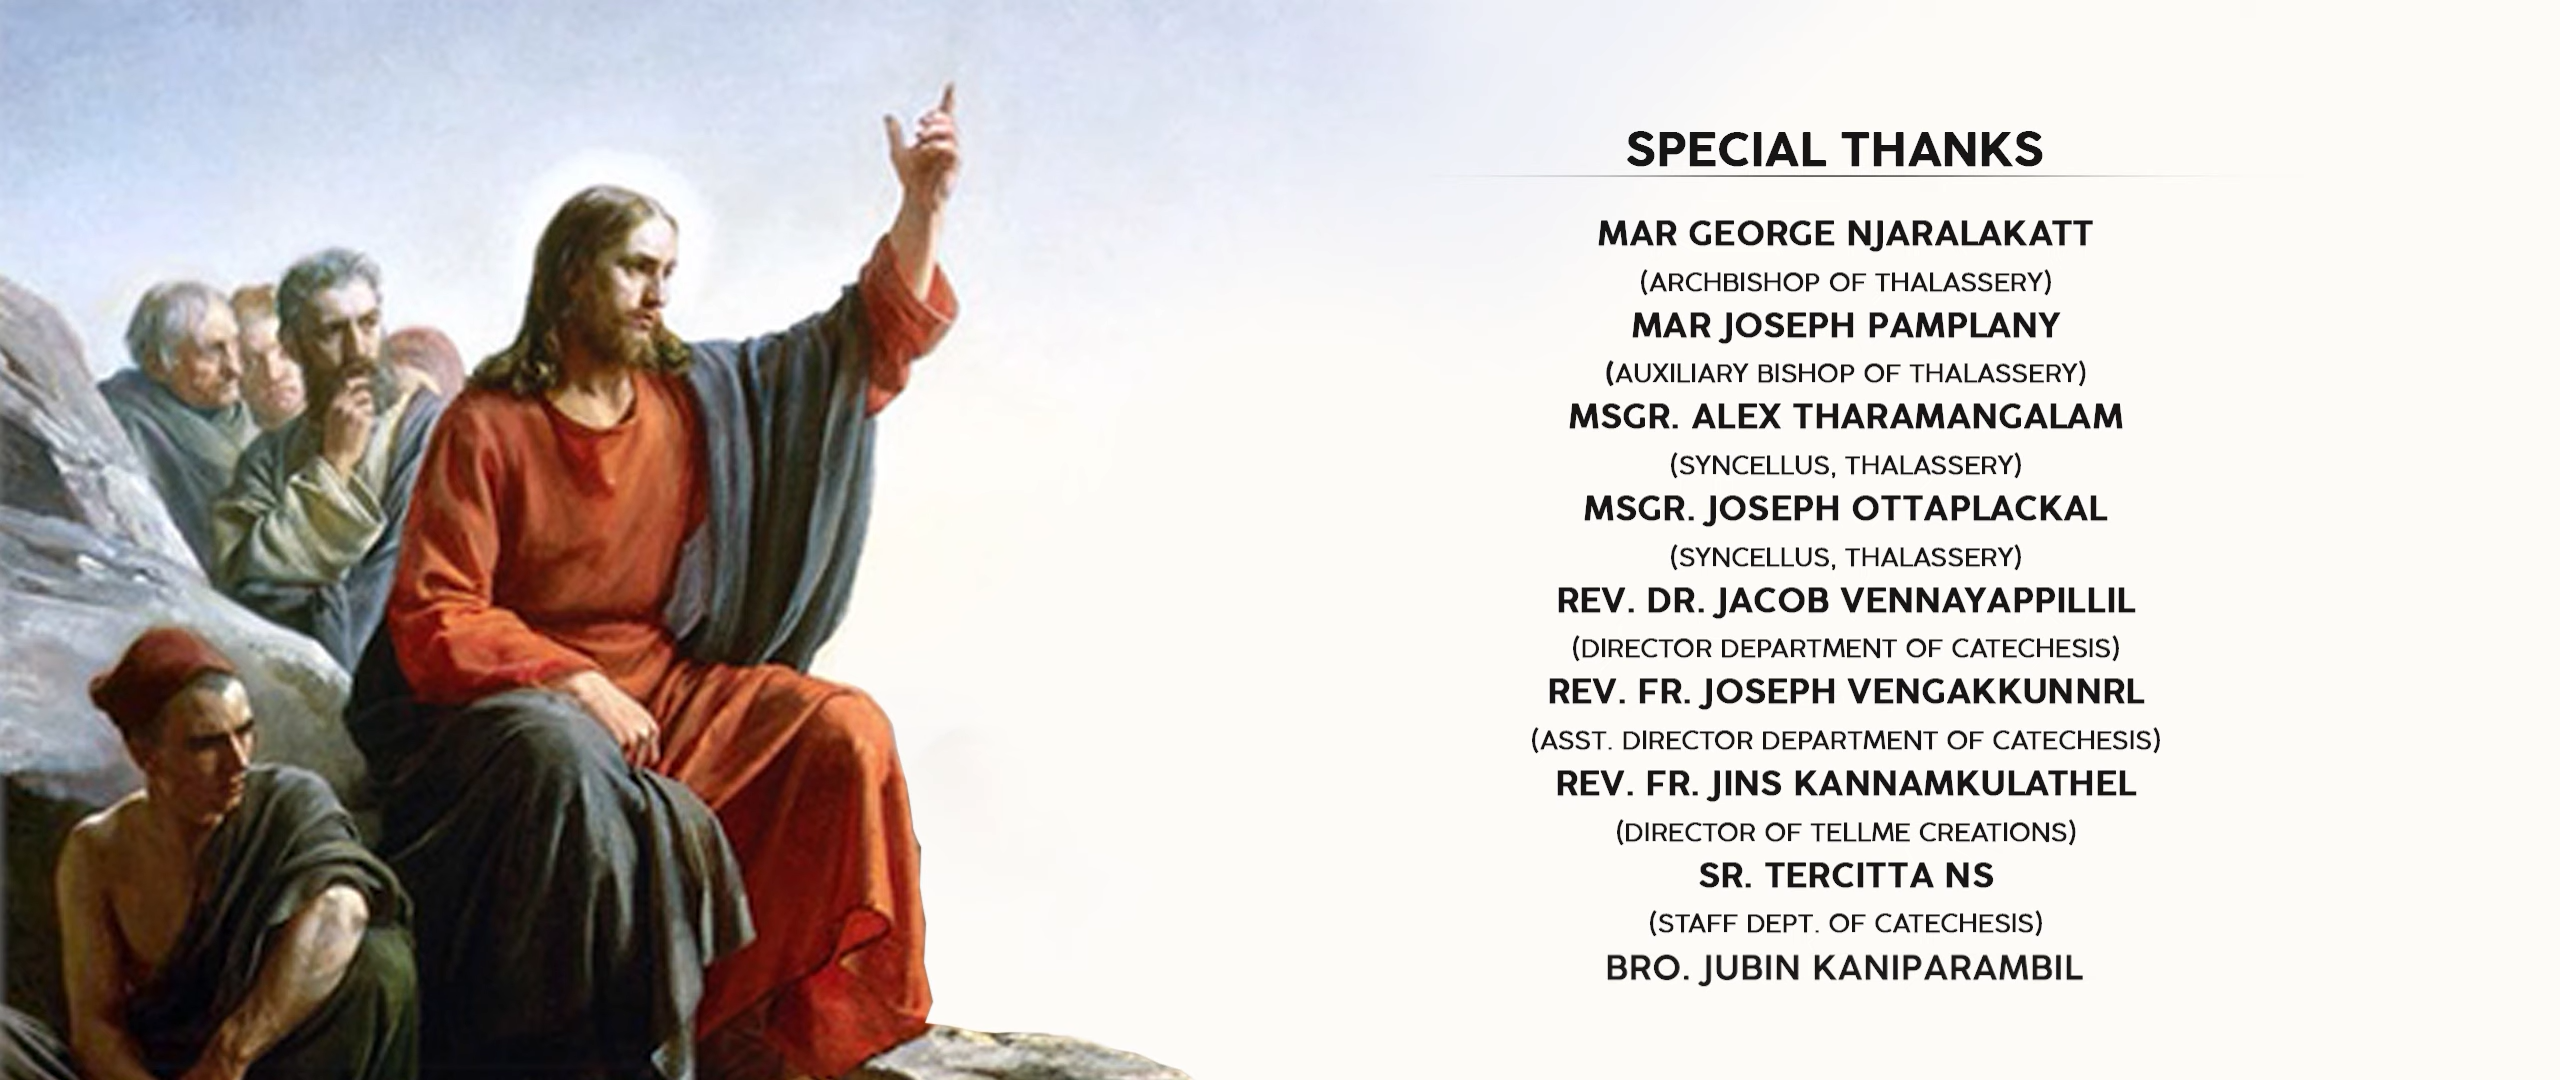 SPECIAL THANKS
MAR GEORGE NJARALAKATT
(ARCHBISHOP OF THALASSERY)
MAR JOSEPH PAMPLANY
(AUXILIARY BISHOP OF THALASSERY)
MSGR. ALEX THARAMANGALAM
(SYNCELLUS, THALASSERY)
MSGR. JOSEPH OTTAPLACKAL
(SYNCELLUS, THALASSERY)
REV. DR. JACOB VENNAYAPPILLIL
(DIRECTOR DEPARTMENT OF CATECHESIS)
REV. FR. JOSEPH VENGAKKUNNRL
(ASST. DIRECTOR DEPARTMENT OF CATECHESIS)
REV. FR. JINS KANNAMKULATHEL
(DIRECTOR OF TELLME CREATIONS)
SR. TERCITTA NS
(STAFF DEPT. OF CATECHESIS)
BRO. JUBIN KANIPARAMBIL